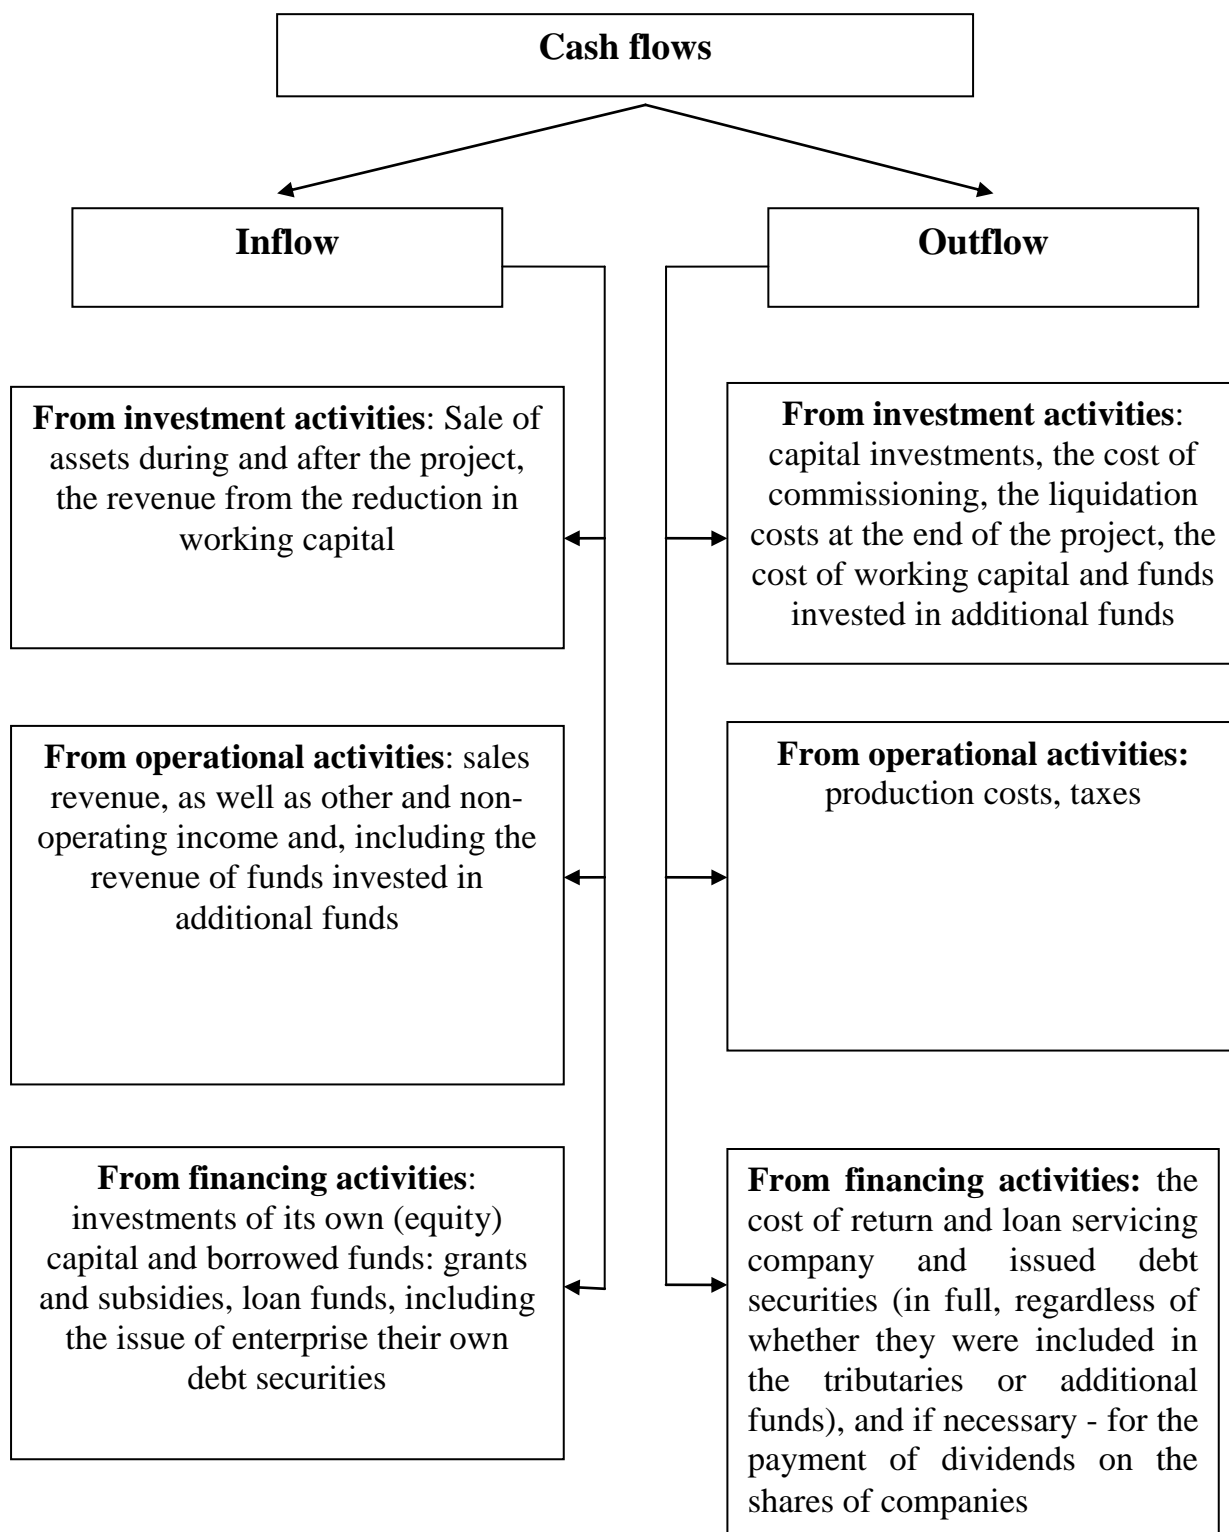 Cash flows
Inflow
Outflow
From investment activities: Sale of
assets during and after the project,
the revenue from the reduction in
working capital
From investment activities:
capital investments, the cost of
commissioning, the liquidation
costs at the end of the project, the
cost of working capital and funds
invested in additional funds
From operational activities: sales
revenue, as well as other and non-
operating income and, including the
revenue of funds invested in
additional funds
From operational activities:
production costs, taxes
From financing activities:
investments of its own (equity)
capital and borrowed funds: grants
and subsidies, loan funds, including
the issue of enterprise their own
debt securities
From financing activities: the
cost of return and loan servicing
company and issued debt
securities (in full, regardless of
whether they were included in
the tributaries or additional
funds), and if necessary - for the
payment of dividends on the
shares of companies